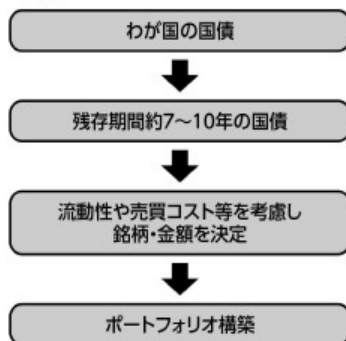 わが国の国債
残存期間約7～10年の国債
流動性や売買コスト等を考慮し
銘柄・金額を決定
ポートフォリオ構築